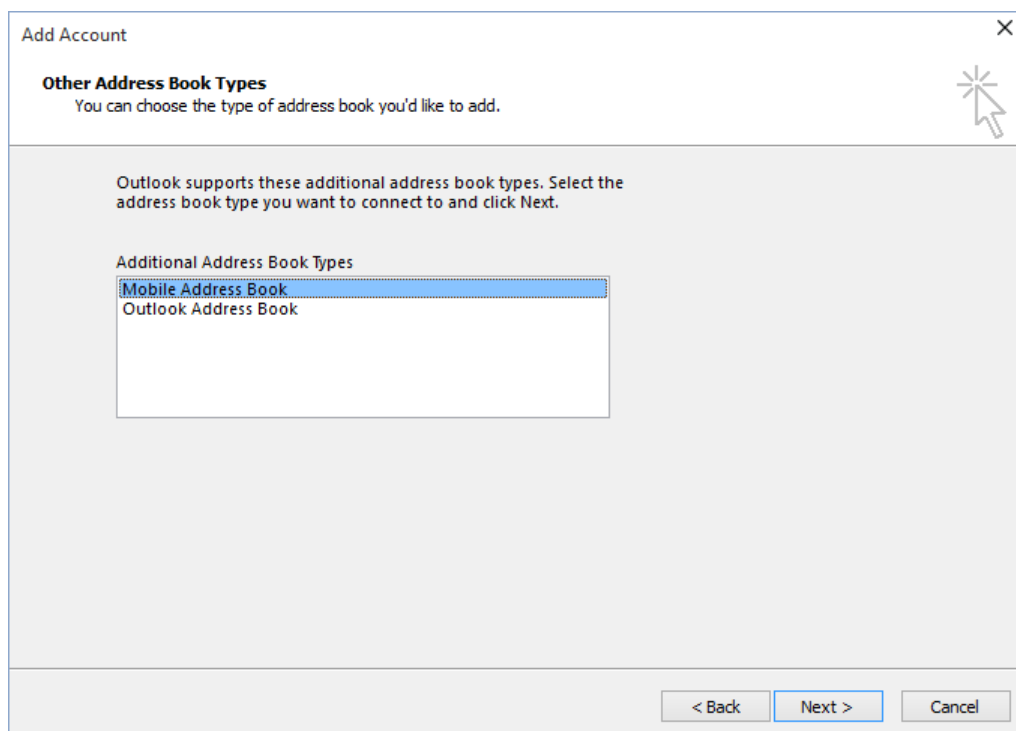 Add Account
Other Address Book Types
You can choose the type of address book you'd like to add.
Outlook supports these additional address book types. Select the
address book type you want to connect to and click Next.
Additional Address Book Types
Mobile Address Book
Outlook Address Book
< Back
Next >
Cancel